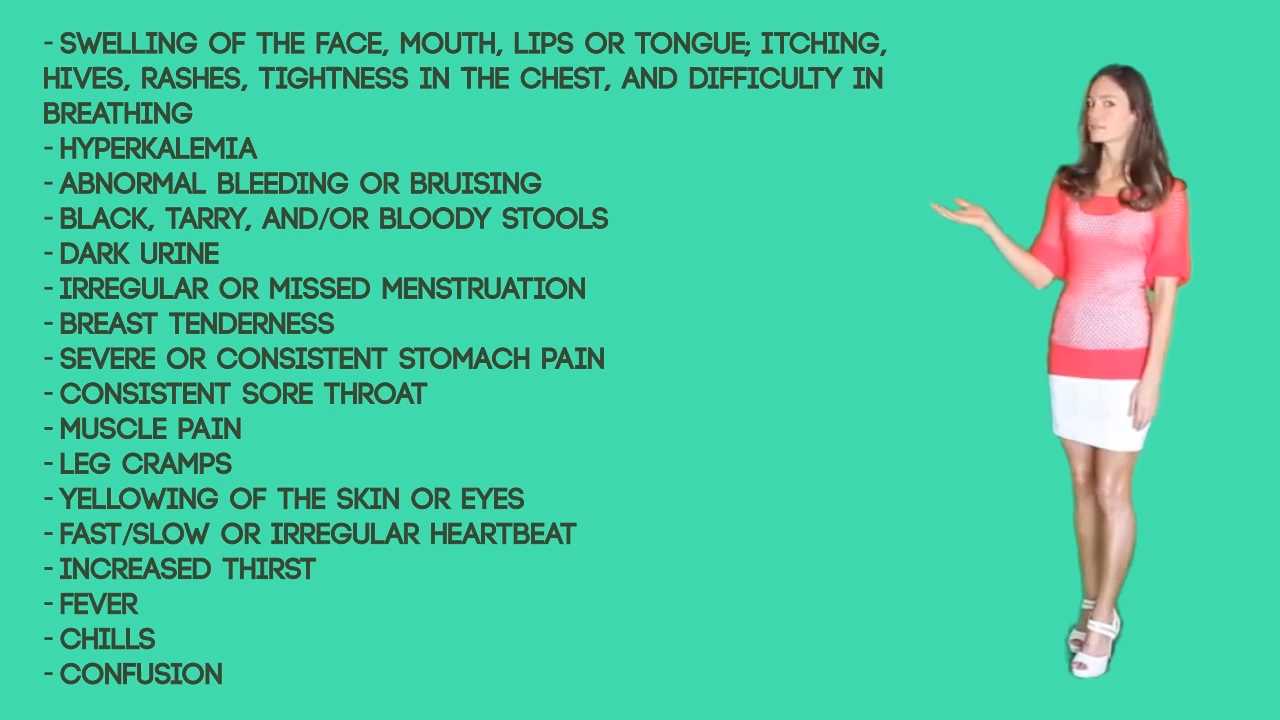 - SWELLING OF THE FACE, MOUTH, LIPS OR TONGUE; ITCHING,
HIVES, RASHES, TIGHTNESS IN THE CHEST, AND DIFFICULTY IN
BREATHING
- HYPERKALEMIA
- ABNORMAL BLEEDING OR BRUISING
- BLACK, TARRY, AND/OR BLOODY STOOLS
- DARK URINE
- IRREGULAR OR MISSED MENSTRUATION
- BREAST TENDERNESS
- SEVERE OR CONSISTENT STOMACH PAIN
- CONSISTENT SORE THROAT
- MUSCLE PAIN
- LEG CRAMPS
- YELLOWING OF THE SKIN OR EYES
- FAST/SLOW OR IRREGULAR HEARTBEAT
- INCREASED THIRST
- FEVER
- CHILLS
- CONFUSION